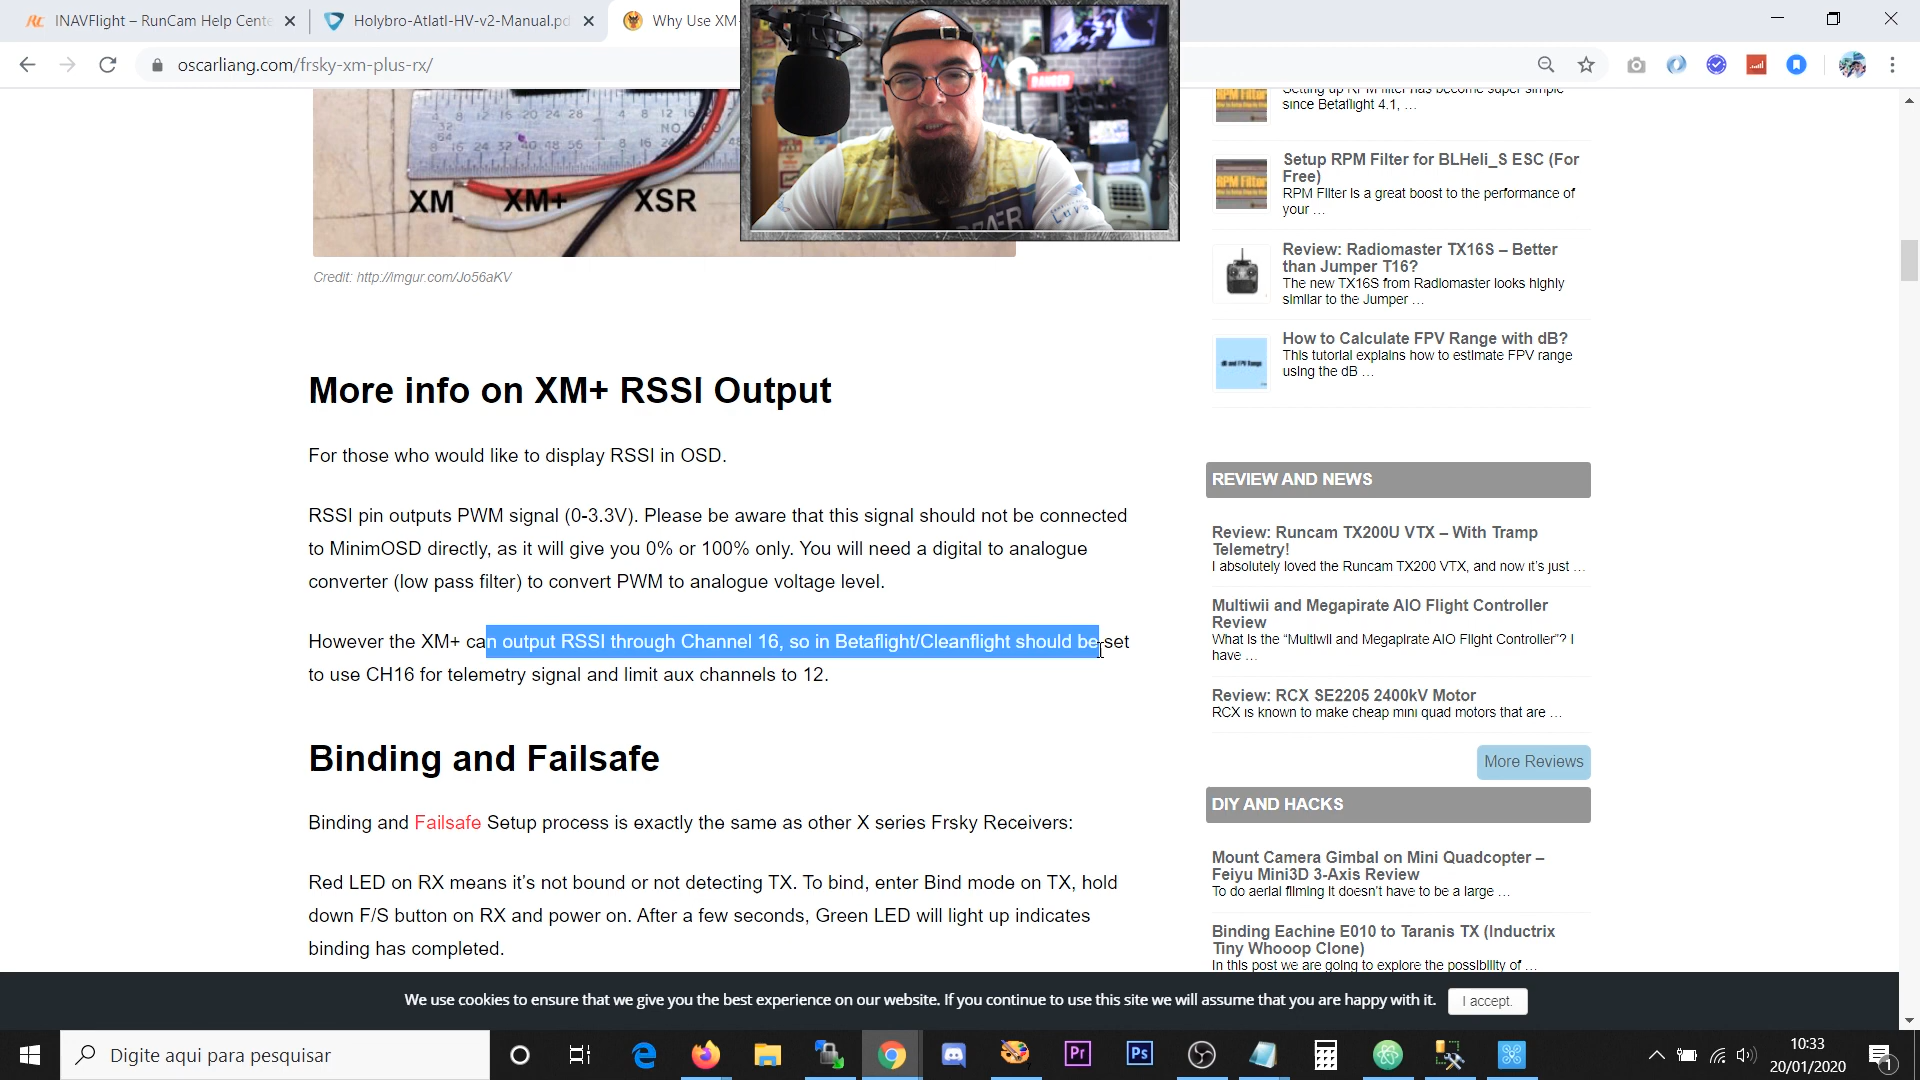 INAVFlight – RunCam Help Cente
Holybro-Atlatl-HV-v2-Manual.pd
Why Use XM
oscarliang.com/frsky-xm-plus-rx/
XM
XM+
XSR
Credit: http://imgur.com/Jo56aKV
More info on XM+ RSSI Output
For those who would like to display RSSI in OSD.
RSSI pin outputs PWM signal (0-3.3V). Please be aware that this signal should not be connected
to MinimOSD directly, as it will give you 0% or 100% only. You will need a digital to analogue
converter (low pass filter) to convert PWM to analogue voltage level.
However the XM+ can output RSSI through Channel 16, so in Betaflight/Cleanflight should be set
to use CH16 for telemetry signal and limit aux channels to 12.
Binding and Failsafe
Binding and Failsafe Setup process is exactly the same as other X series Frsky Receivers:
Red LED on RX means it's not bound or not detecting TX. To bind, enter Bind mode on TX, hold
down F/S button on RX and power on. After a few seconds, Green LED will light up indicates
binding has completed.
Setting up RPM filter has become super simple
since Betaflight 4.1, ...
Setup RPM Filter for BLHeli_S ESC (For
Free)
RPM Filter is a great boost to the performance of
your ...
Review: Radiomaster TX16S – Better
than Jumper T16?
The new TX16S from Radiomaster looks highly
similar to the Jumper ...
How to Calculate FPV Range with dB?
This tutorial explains how to estimate FPV range
using the dB ...
REVIEW AND NEWS
Review: Runcam TX200U VTX – With Tramp
Telemetry!
I absolutely loved the Runcam TX200 VTX, and now it's just ...
Multiwii and Megapirate AIO Flight Controller
Review
What is the “Multiwii and Megapirate AIO Flight Controller”? I
have ...
Review: RCX SE2205 2400kV Motor
RCX is known to make cheap mini quad motors that are ...
More Reviews
DIY AND HACKS
Mount Camera Gimbal on Mini Quadcopter –
Feiyu Mini3D 3-Axis Review
To do aerial filming it doesn't have to be a large ...
Binding Eachine E010 to Taranis TX (Inductrix
Tiny Whooop Clone)
In this post we are going to explore the possibility of ...
We use cookies to ensure that we give you the best experience on our website. If you continue to use this site we will assume that you are happy with it.
I accept.
Digite aqui para pesquisar
Pr
Ps
10:33
20/01/2020
1